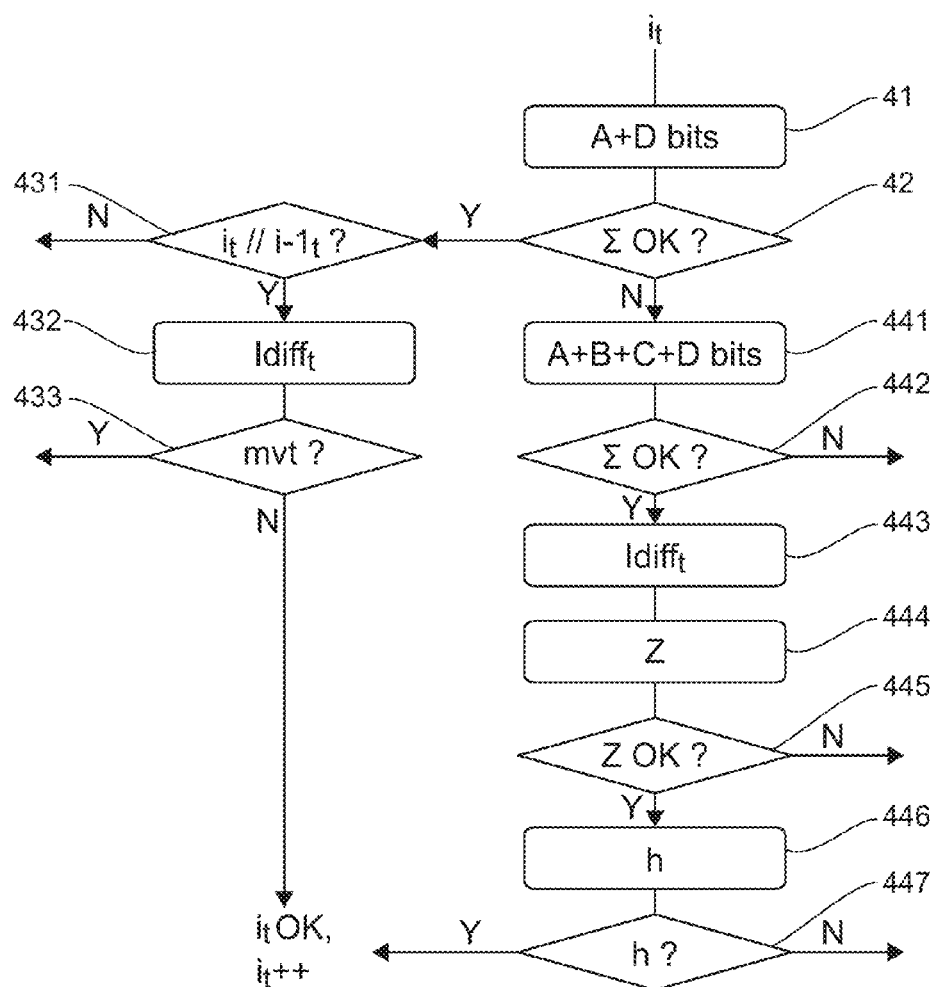 iₜ
41
A+D bits
431
N
iₜ // i-1ₜ ?
Y
Σ OK ?
42
Y
N
432
Idiffₜ
A+B+C+D bits
441
433
Y
mvt ?
Σ OK ?
442
N
N
Y
Idiffₜ
443
Z
444
Z OK ?
445
N
Y
h
446
iₜ OK,
iₜ++
Y
h ?
447
N